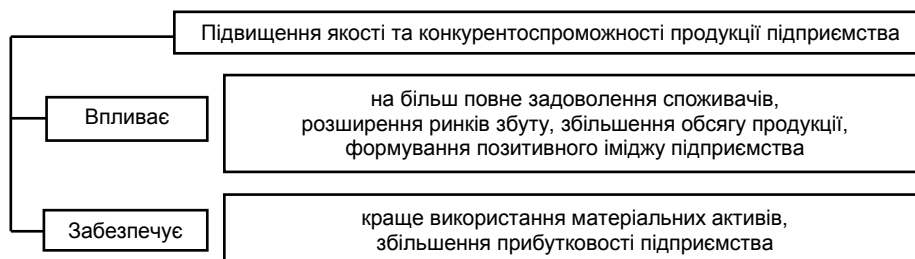 Підвищення якості та конкурентоспроможності продукції підприємства
Впливає
на більш повне задоволення споживачів,
розширення ринків збуту, збільшення обсягу продукції,
формування позитивного іміджу підприємства
Забезпечує
краще використання матеріальних активів,
збільшення прибутковості підприємства